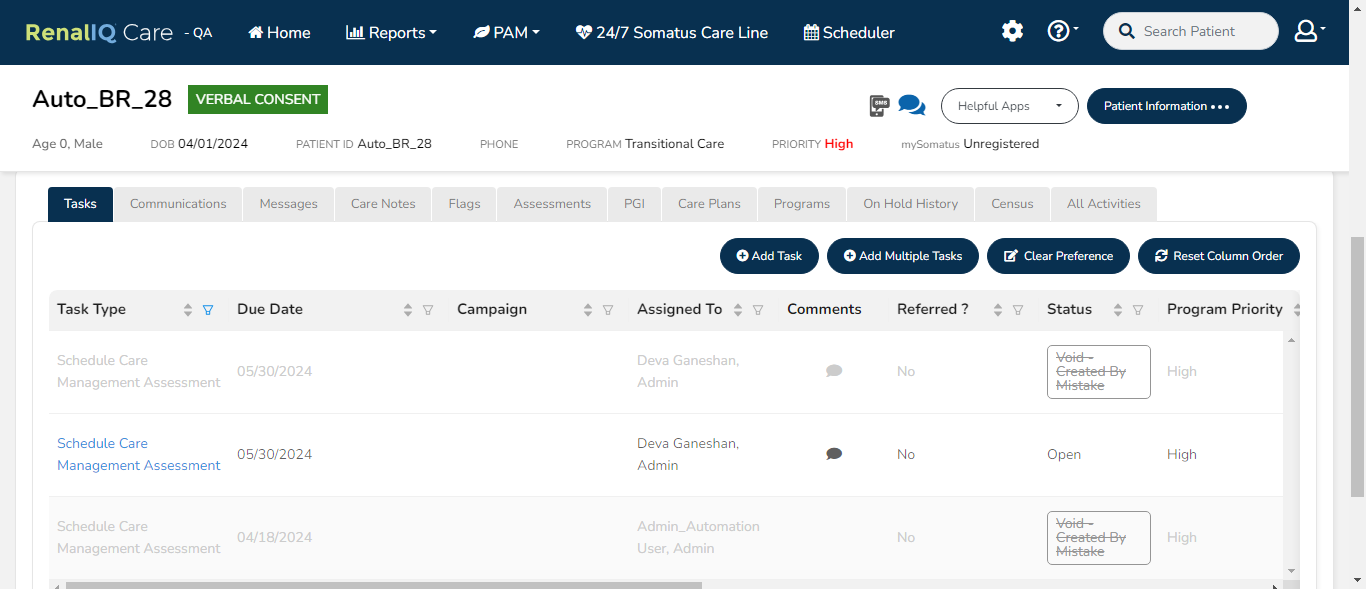 RenalIQ Care - QA Home Reports PAM 24/7 Somatus Care Line Scheduler Search Patient
Auto_BR_28 VERBAL CONSENT SMS Helpful Apps Patient Information
Age 0, Male DOB 04/01/2024 PATIENT ID Auto_BR_28 PHONE PROGRAM Transitional Care PRIORITY High mySomatus Unregistered
Tasks Communications Messages Care Notes Flags Assessments PGI Care Plans Programs On Hold History Census All Activities
Add Task Add Multiple Tasks Clear Preference Reset Column Order
Task Type Due Date Campaign Assigned To Comments Referred ? Status Program Priority
Schedule Care
Management Assessment
05/30/2024
Deva Ganeshan,
Admin
No
Void -
Created By
Mistake
High
Schedule Care
Management Assessment
05/30/2024
Deva Ganeshan,
Admin
No
Open
High
Schedule Care
Management Assessment
04/18/2024
Admin_Automation
User, Admin
No
Void -
Created By
Mistake
High